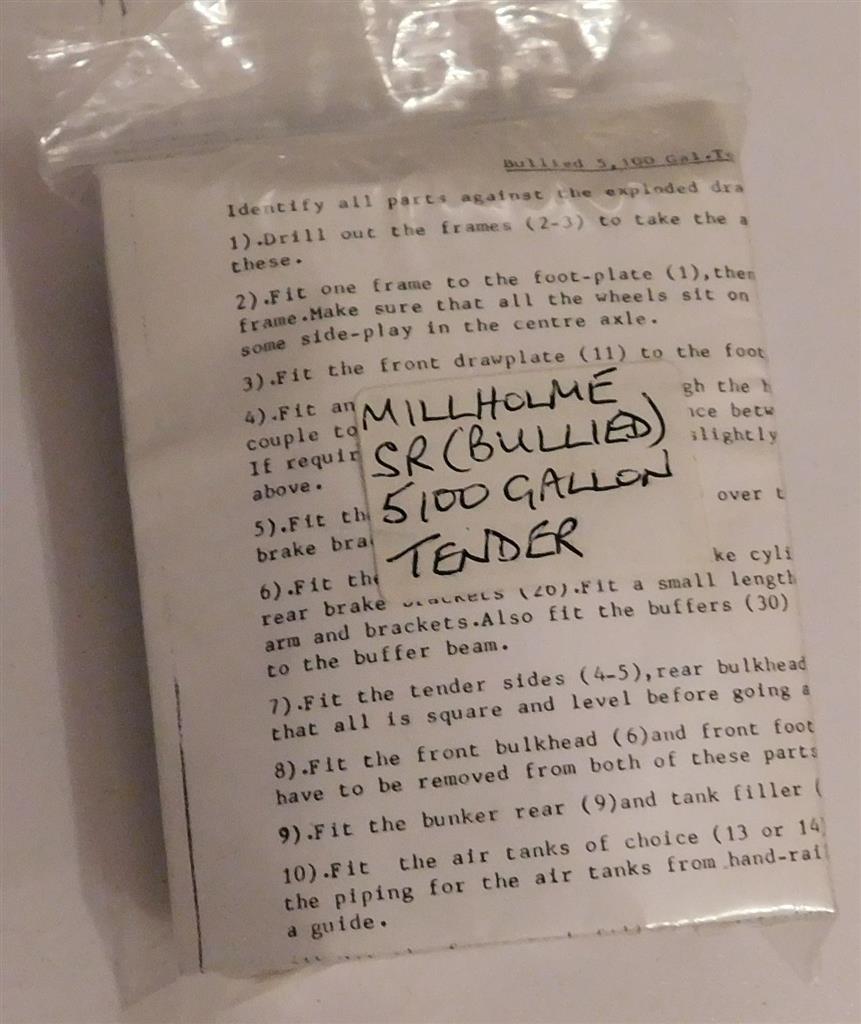 Bullied 5,100 Gal.T
Identify all parts against the exploded dra
1).Drill out the frames (2-3) to take the a
these.
2).Fit one frame to the foot-plate (1),then
frame.Make sure that all the wheels sit on
some side-play in the centre axle.
3).Fit the front drawplate (11) to the foot
4).Fit an
gh the h
couple to
nce betw
If requir
slightly
above.
MILLHOLME
SR (BULLIED)
5100 GALLON
TENDER
5).Fit th
over t
brake bra
6).Fit the
ke cyli
rear brake brackets (20).Fit a small length
arm and brackets.Also fit the buffers (30)
to the buffer beam.
7).Fit the tender sides (4-5),rear bulkhead
that all is square and level before going a
8).Fit the front bulkhead (6)and front foot
have to be removed from both of these parts
9).Fit the bunker rear (9)and tank filler (
10).Fit the air tanks of choice (13 or 14
the piping for the air tanks from hand-rai
a guide.